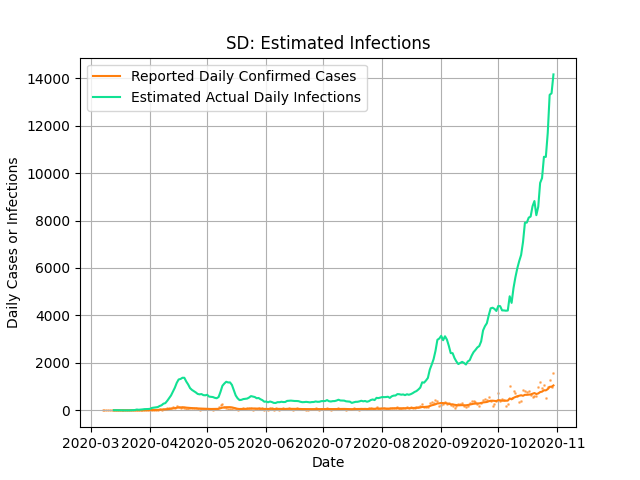 SD: Estimated Infections
Reported Daily Confirmed Cases
Estimated Actual Daily Infections
14000
12000
10000
8000
6000
4000
2000
0
Daily Cases or Infections
2020-03 2020-04 2020-05 2020-06 2020-07 2020-08 2020-09 2020-10 2020-11
Date